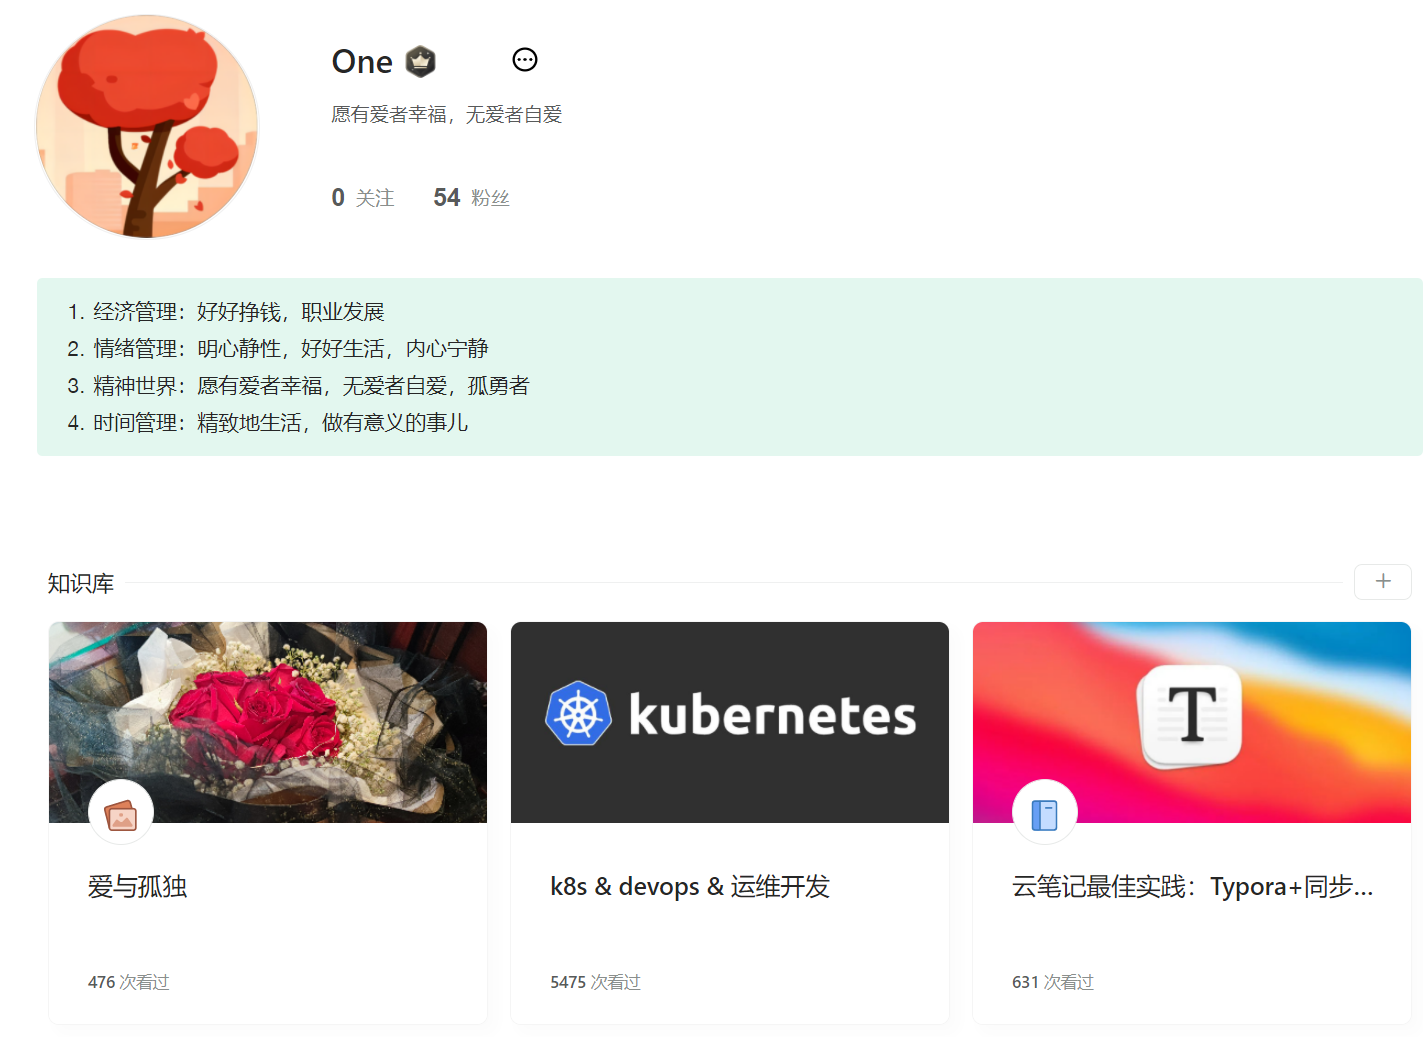 One
愿有爱者幸福，无爱者自爱
0 关注 54 粉丝
1. 经济管理：好好挣钱，职业发展
2. 情绪管理：明心静性，好好生活，内心宁静
3. 精神世界：愿有爱者幸福，无爱者自爱，孤勇者
4. 时间管理：精致地生活，做有意义的事儿
知识库
kubernetes
T
爱与孤独
k8s & devops & 运维开发
云笔记最佳实践：Typora+同步...
476 次看过
5475 次看过
631 次看过